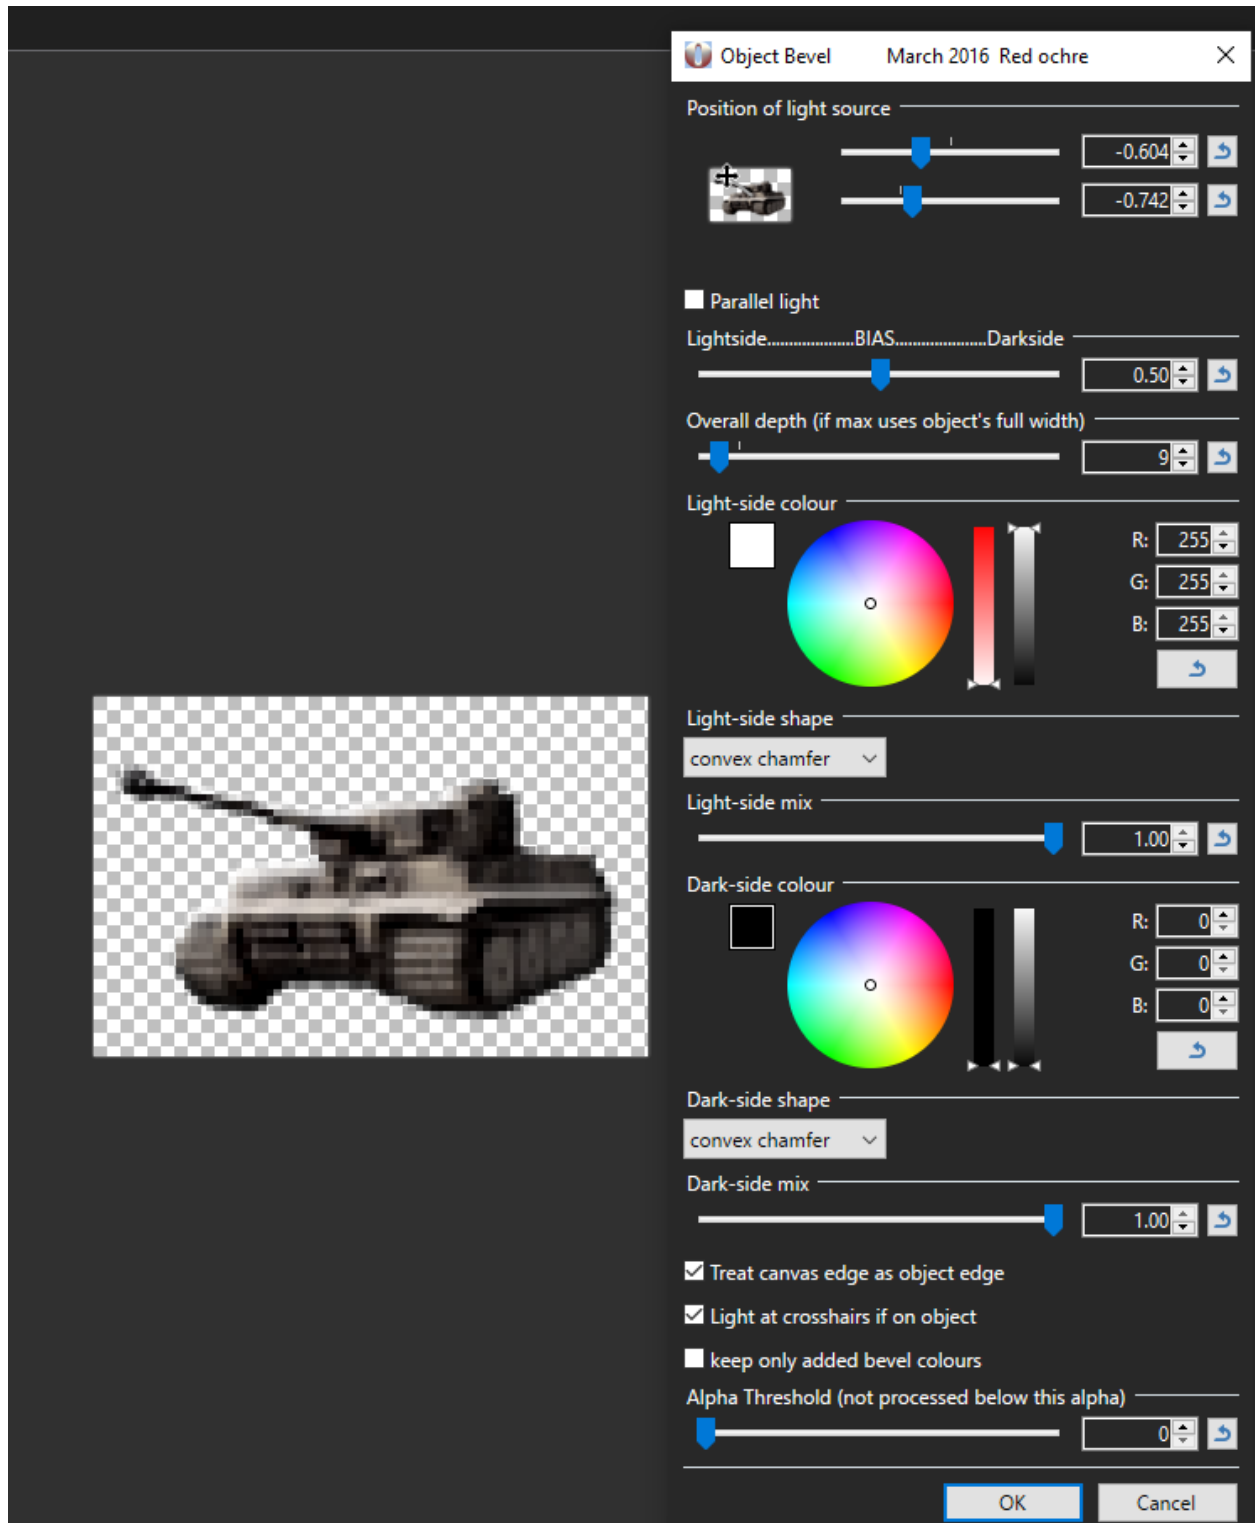 Object Bevel March 2016 Red ochre
Position of light source
-0.604
-0.742
Parallel light
Lightside.....................BIAS......................Darkside
0.50
Overall depth (if max uses object's full width)
9
Light-side colour
R: 255
G: 255
B: 255
Light-side shape
convex chamfer
Light-side mix
1.00
Dark-side colour
R: 0
G: 0
B: 0
Dark-side shape
convex chamfer
Dark-side mix
1.00
Treat canvas edge as object edge
Light at crosshairs if on object
keep only added bevel colours
Alpha Threshold (not processed below this alpha)
0
OK Cancel